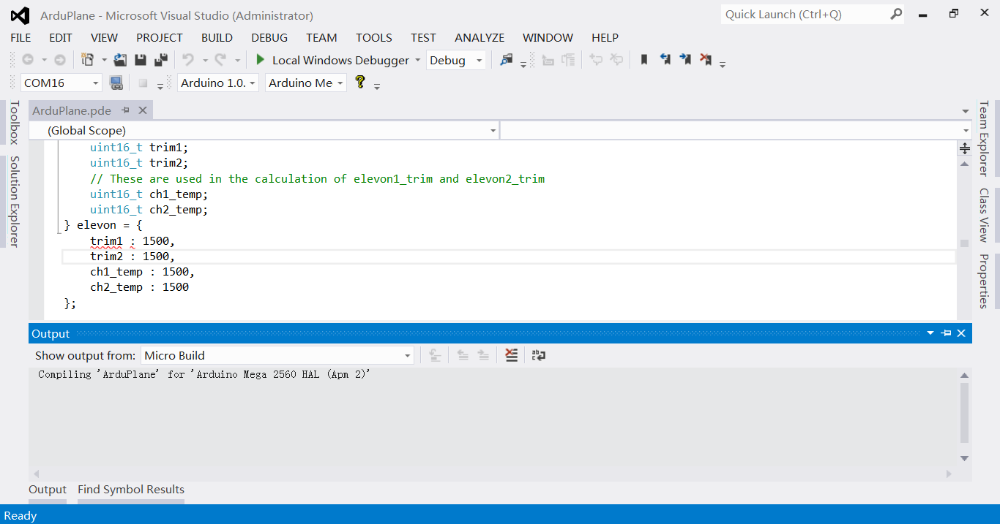 ArduPlane - Microsoft Visual Studio (Administrator)
Quick Launch (Ctrl+Q)
FILE EDIT VIEW PROJECT BUILD DEBUG TEAM TOOLS TEST ANALYZE WINDOW HELP
Local Windows Debugger Debug
COM16 Arduino 1.0. Arduino Me
Toolbox
Solution Explorer
ArduPlane.pde
(Global Scope)
uint16_t trim1;
uint16_t trim2;
// These are used in the calculation of elevon1_trim and elevon2_trim
uint16_t ch1_temp;
uint16_t ch2_temp;
} elevon = {
trim1 : 1500,
trim2 : 1500,
ch1_temp : 1500,
ch2_temp : 1500
};
Team Explorer
Class View
Properties
Output
Show output from: Micro Build
Compiling 'ArduPlane' for 'Arduino Mega 2560 HAL (Apm 2)'
Output Find Symbol Results
Ready